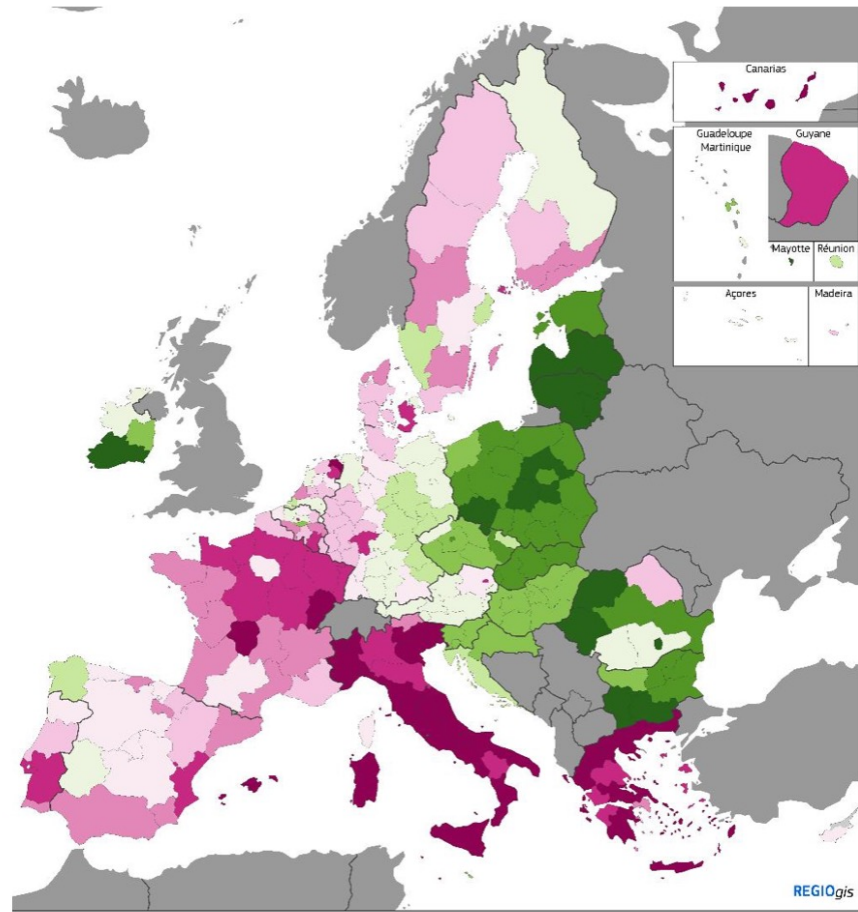 Canarias
Guadeloupe
Martinique
Guyane
Mayotte
Réunion
Açores
Madeira
REGIOgis